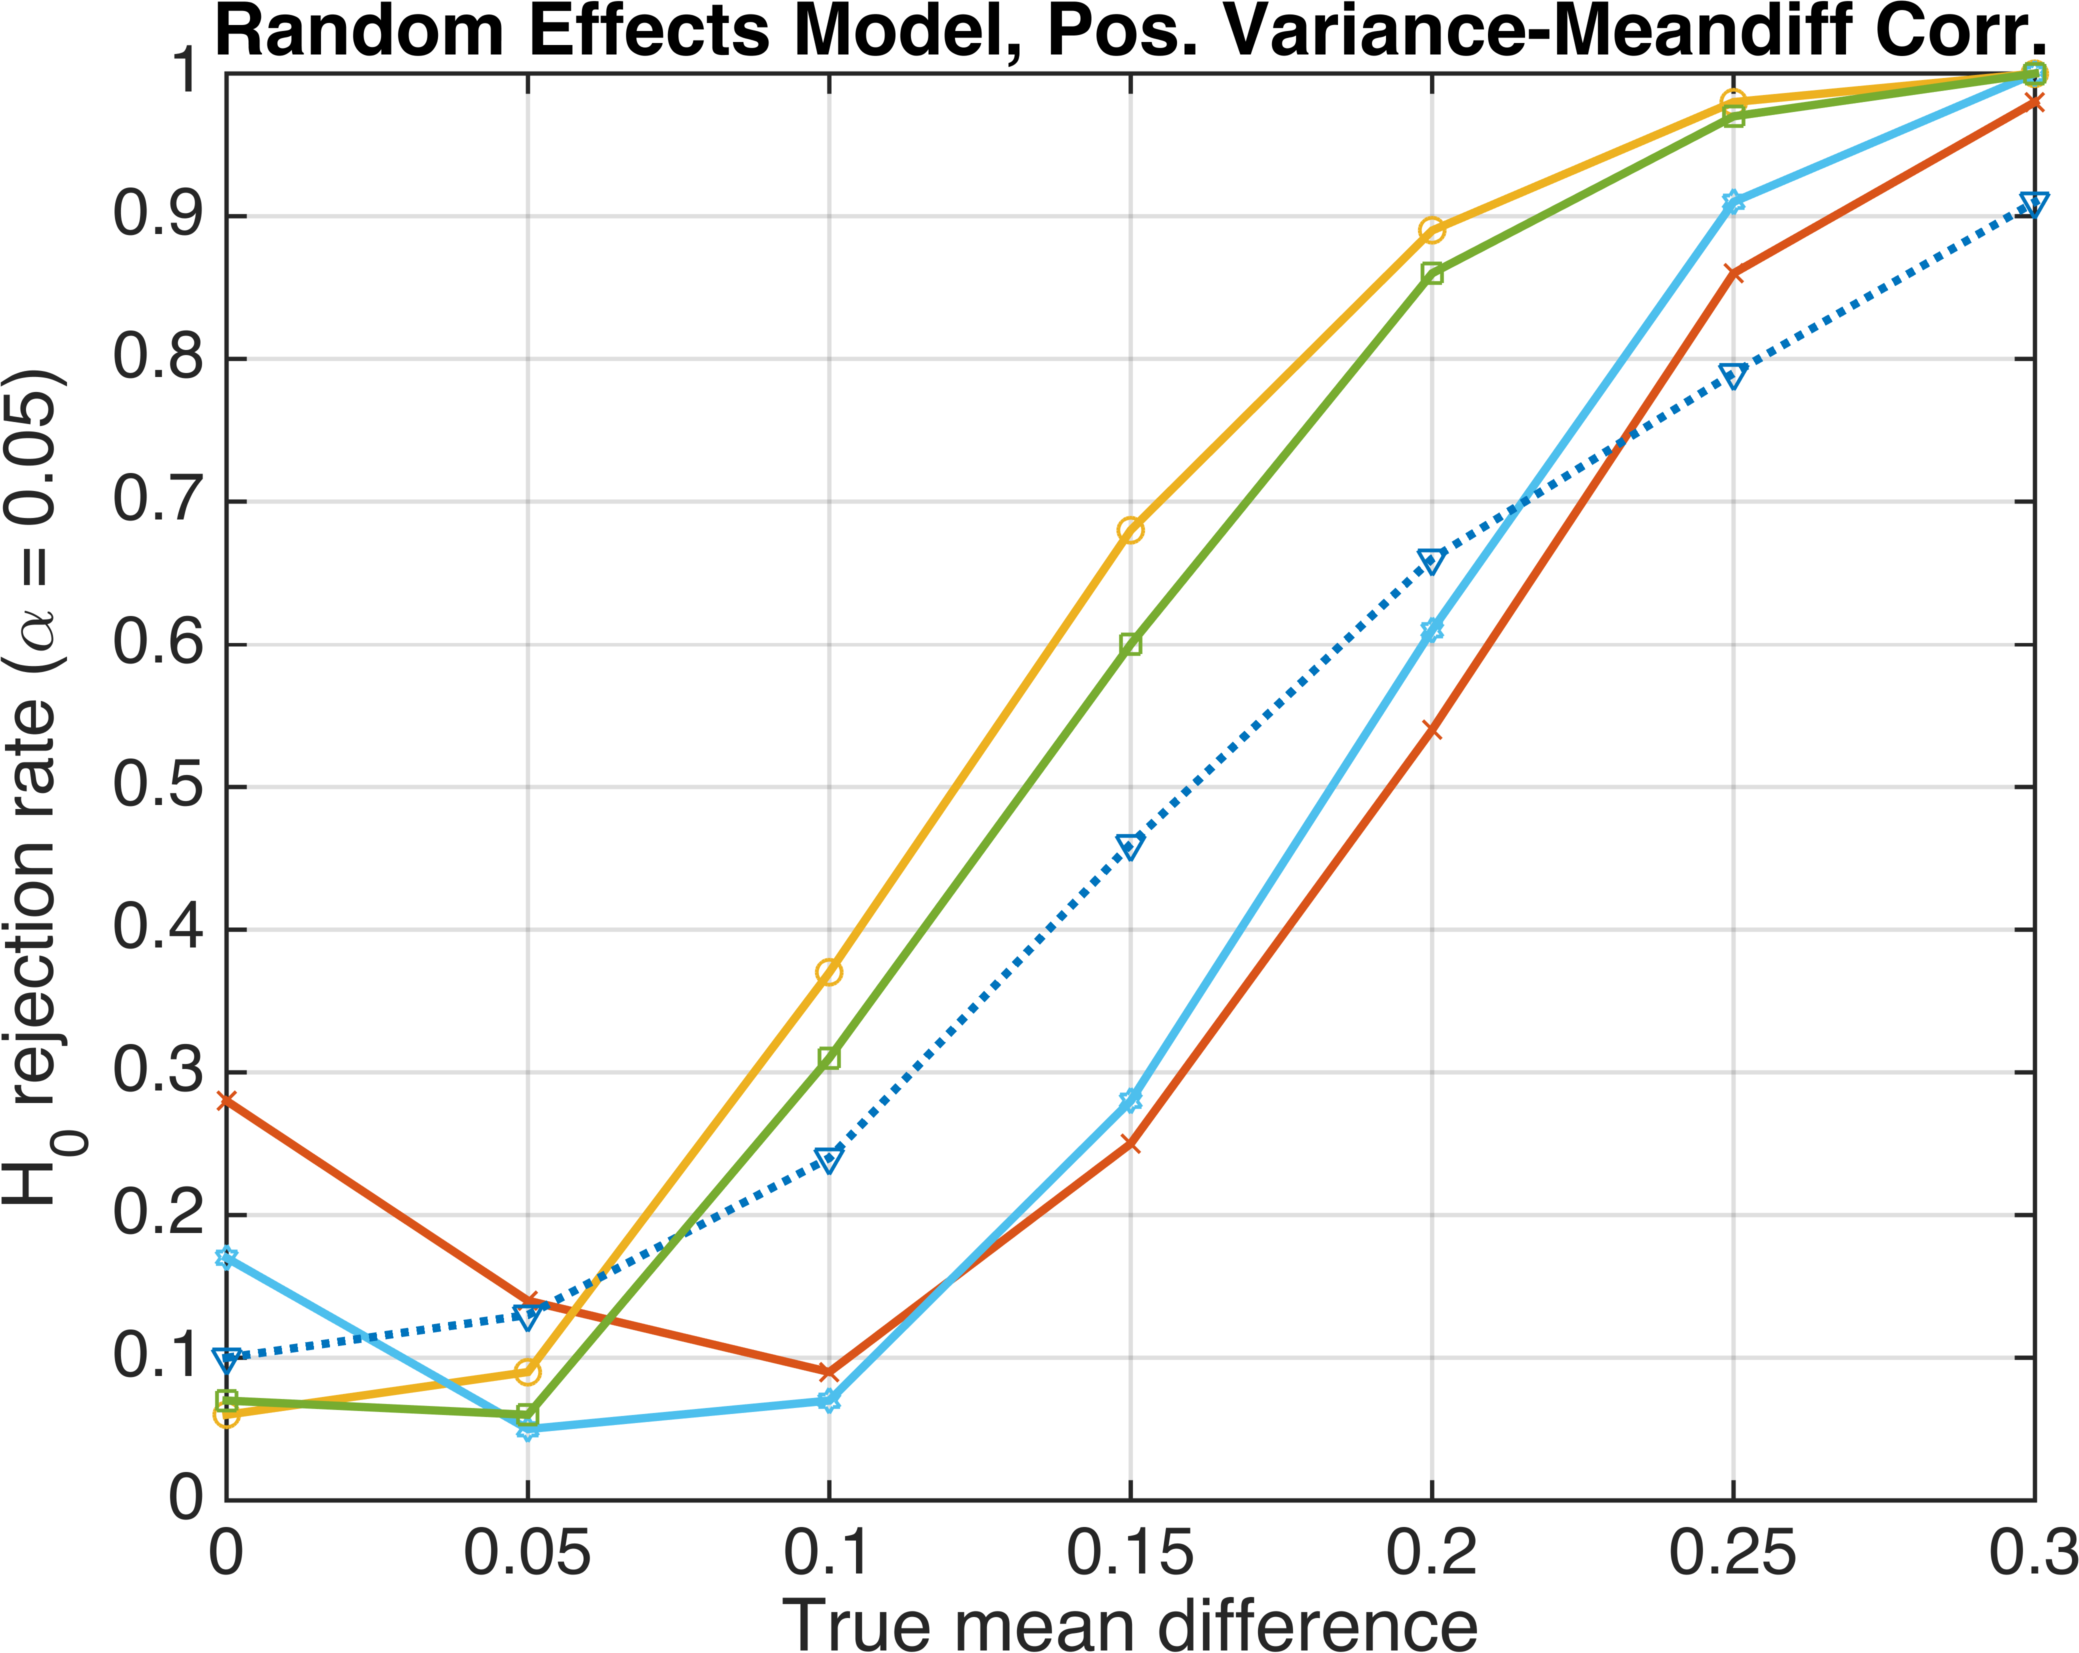 Random Effects Model, Pos. Variance-Meandiff Corr.
H0 rejection rate (α = 0.05)
1
0.9
0.8
0.7
0.6
0.5
0.4
0.3
0.2
0.1
0
0 0.05 0.1 0.15 0.2 0.25 0.3
True mean difference